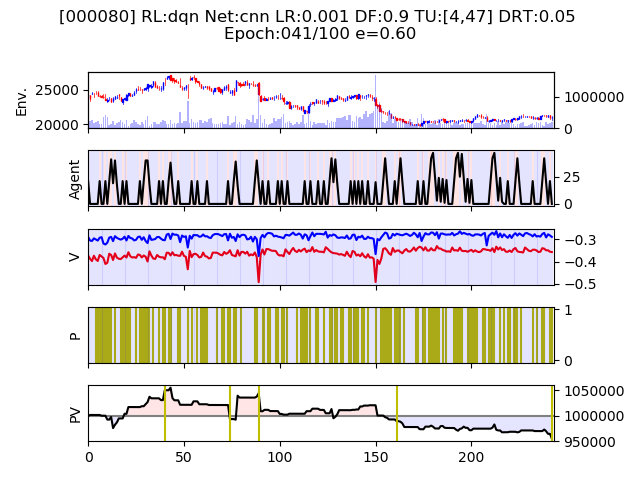 [000080] RL:dqn Net:cnn LR:0.001 DF:0.9 TU:[4,47] DRT:0.05
Epoch:041/100 e=0.60
Env.
25000
20000
1000000
0
Agent
25
0
V
−0.3
−0.4
−0.5
P
1
0
PV
1050000
1000000
950000
0 50 100 150 200